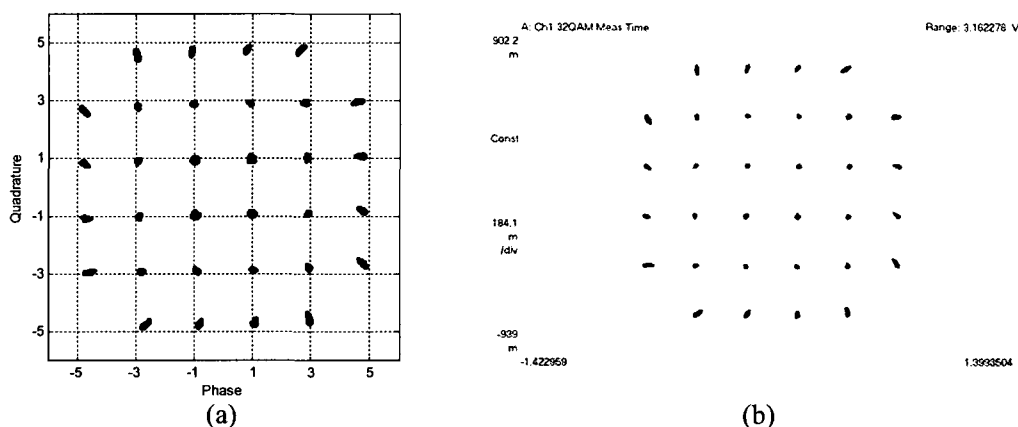 5
3
1
-1
-3
-5
Quadrature
-5 -3 -1 1 3 5
Phase
(a)
A: Ch1 32QAM Meas Time
Range: 3.162278 V
902.2
m
Const
184.1
m
/div
-939
m
-1.422959
1.3993504
(b)